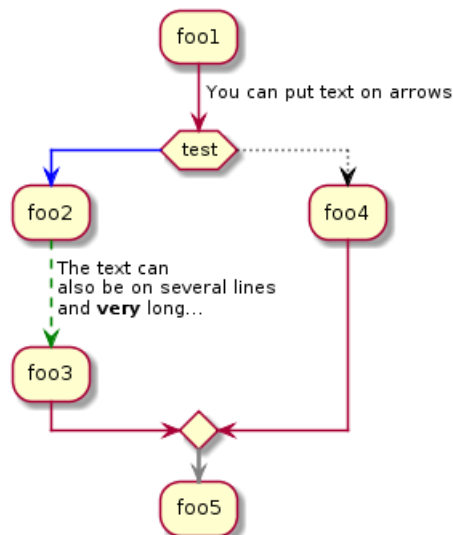 foo1
You can put text on arrows
test
foo2
foo4
The text can
also be on several lines
and very long...
foo3
foo5